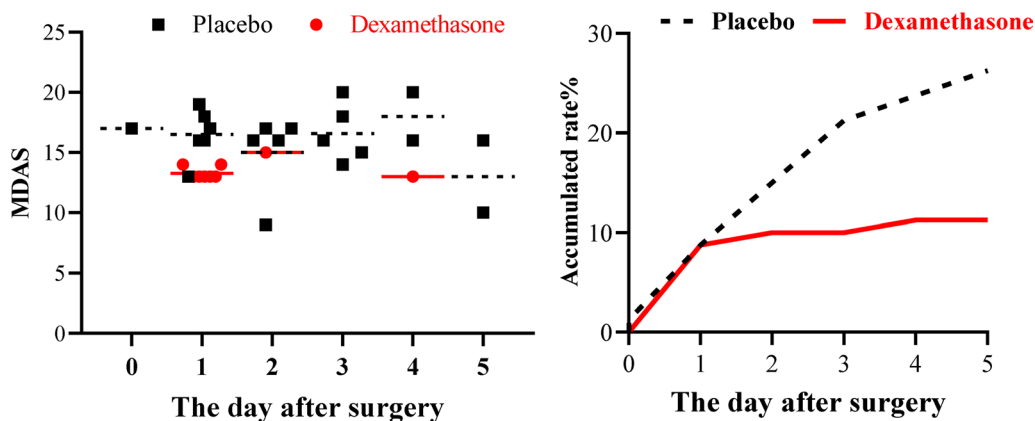 Placebo Dexamethasone
MDAS
25
20
15
10
5
0
0 1 2 3 4 5
The day after surgery
Placebo Dexamethasone
Accumulated rate%
30
20
10
0
0 1 2 3 4 5
The day after surgery